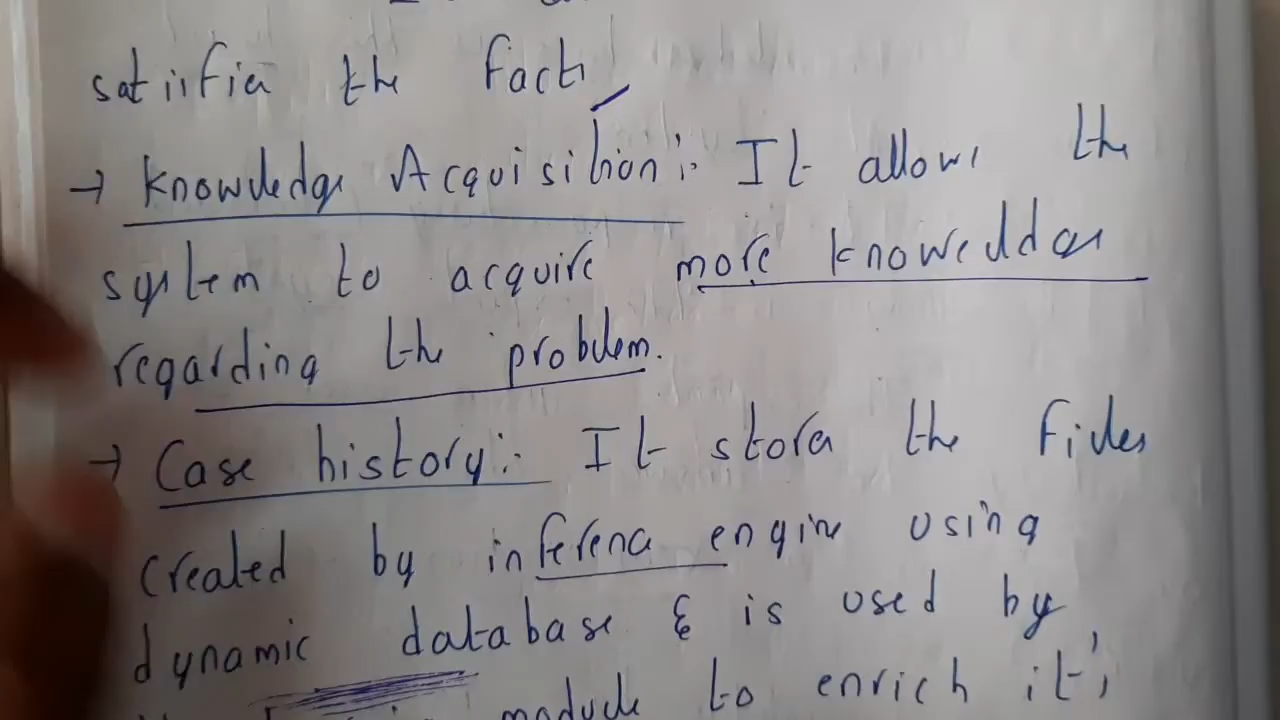 satisfies the facts
→ Knowledge Acquisition:- It allows the
system to acquire more knoweldge
regarding the problem.
→ Case history:- It stores the files
created by inference engine using
dynamic database & is used by
module to enrich it's